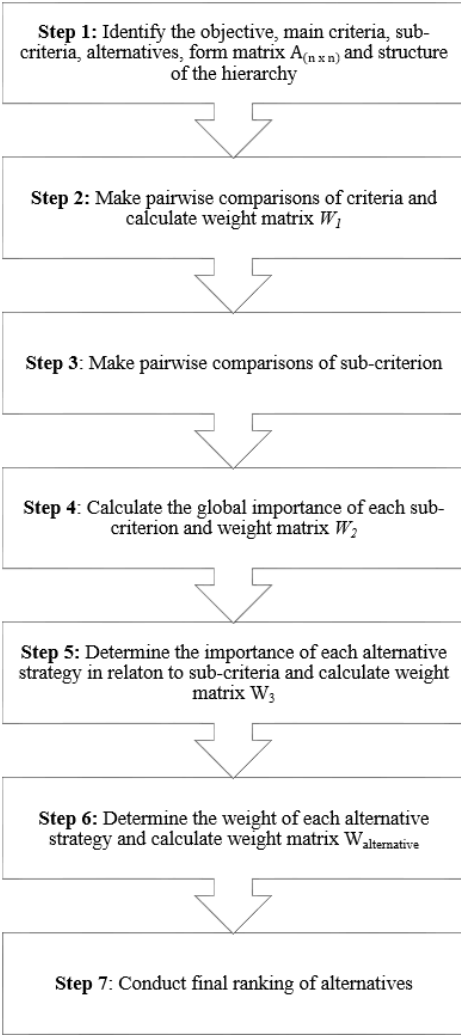 Step 1: Identify the objective, main criteria, sub-
criteria, alternatives, form matrix A(n x n) and structure
of the hierarchy
Step 2: Make pairwise comparisons of criteria and
calculate weight matrix W1
Step 3: Make pairwise comparisons of sub-criterion
Step 4: Calculate the global importance of each sub-
criterion and weight matrix W2
Step 5: Determine the importance of each alternative
strategy in relaton to sub-criteria and calculate weight
matrix W3
Step 6: Determine the weight of each alternative
strategy and calculate weight matrix Walternative
Step 7: Conduct final ranking of alternatives